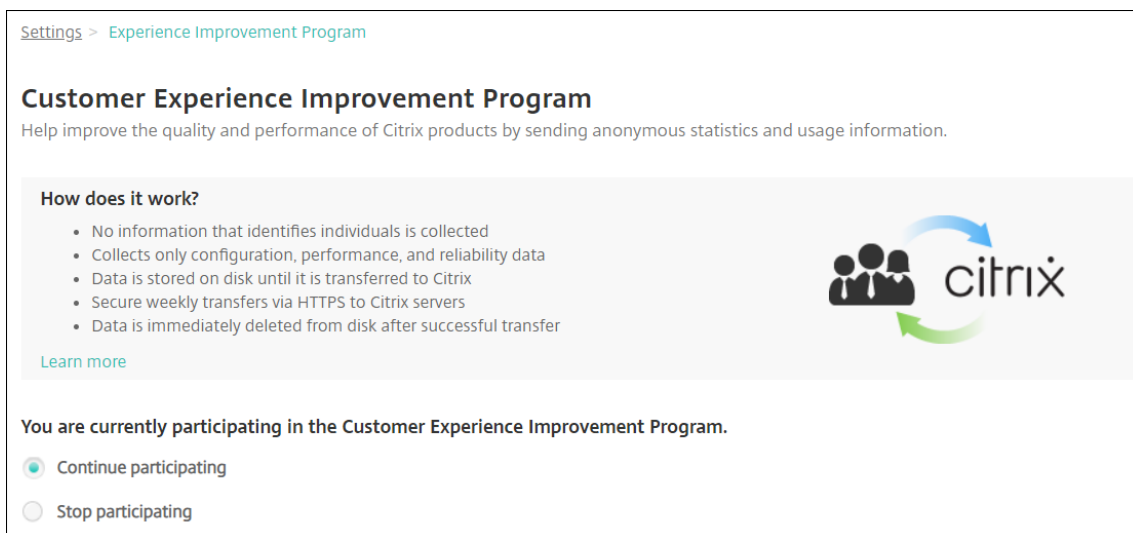 Settings > Experience Improvement Program
Customer Experience Improvement Program
Help improve the quality and performance of Citrix products by sending anonymous statistics and usage information.
How does it work?
• No information that identifies individuals is collected
• Collects only configuration, performance, and reliability data
• Data is stored on disk until it is transferred to Citrix
• Secure weekly transfers via HTTPS to Citrix servers
• Data is immediately deleted from disk after successful transfer
citrix
Learn more
You are currently participating in the Customer Experience Improvement Program.
Continue participating
Stop participating